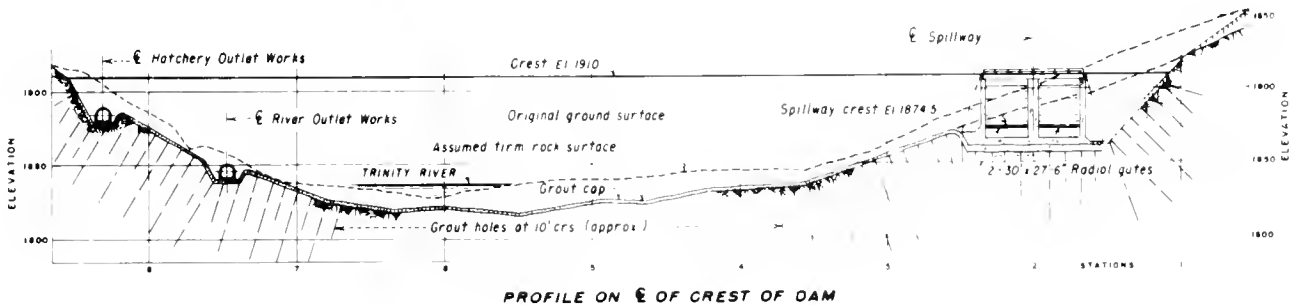 ℄ Hatchery Outlet Works
℄ Spillway
Crest El 1910
℄ River Outlet Works
Original ground surface
Spillway crest El 1874 5
Assumed firm rock surface
TRINITY RIVER
Grout cap
2-30' x 27'-6" Radial gates
Grout holes at 10' crs (approx)
ELEVATION
1900
1850
1800
1850
1900
1850
1800
ELEVATION
8 7 6 5 4 3 2 STATIONS 1
PROFILE ON ℄ OF CREST OF DAM